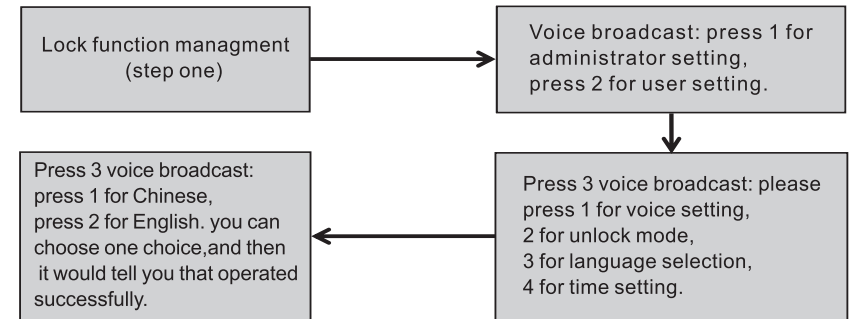 Lock function managment
(step one)
Voice broadcast: press 1 for
administrator setting,
press 2 for user setting.
Press 3 voice broadcast: please
press 1 for voice setting,
2 for unlock mode,
3 for language selection,
4 for time setting.
Press 3 voice broadcast:
press 1 for Chinese,
press 2 for English. you can
choose one choice,and then
it would tell you that operated
successfully.